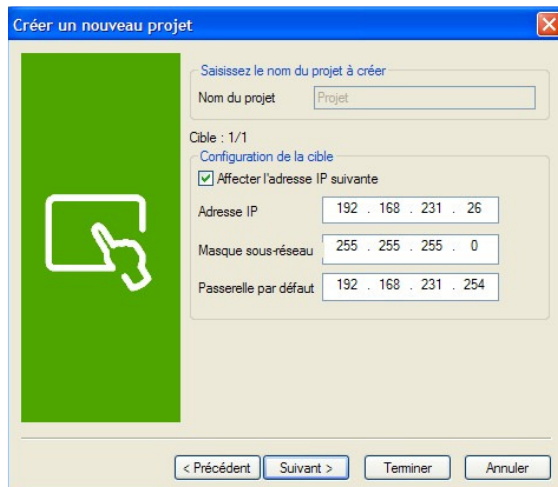 Créer un nouveau projet
Saisissez le nom du projet à créer
Nom du projet Projet
Cible : 1/1
Configuration de la cible
Affecter l'adresse IP suivante
Adresse IP 192 . 168 . 231 . 26
Masque sous-réseau 255 . 255 . 255 . 0
Passerelle par défaut 192 . 168 . 231 . 254
< Précédent Suivant > Terminer Annuler